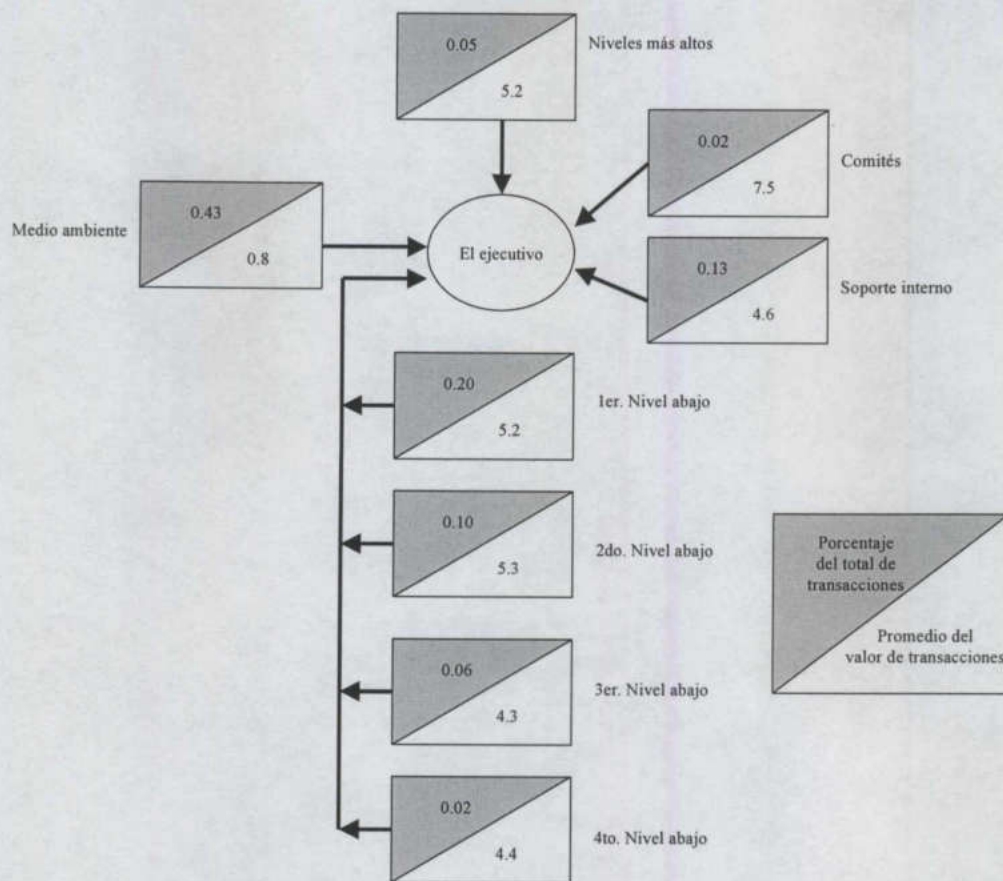 0.05
Niveles más altos
5.2
0.02
Comités
7.5
0.43
Medio ambiente
0.8
El ejecutivo
0.13
Soporte interno
4.6
0.20
1er. Nivel abajo
5.2
0.10
2do. Nivel abajo
5.3
0.06
3er. Nivel abajo
4.3
0.02
4to. Nivel abajo
4.4
Porcentaje
del total de
transacciones
Promedio del
valor de transacciones